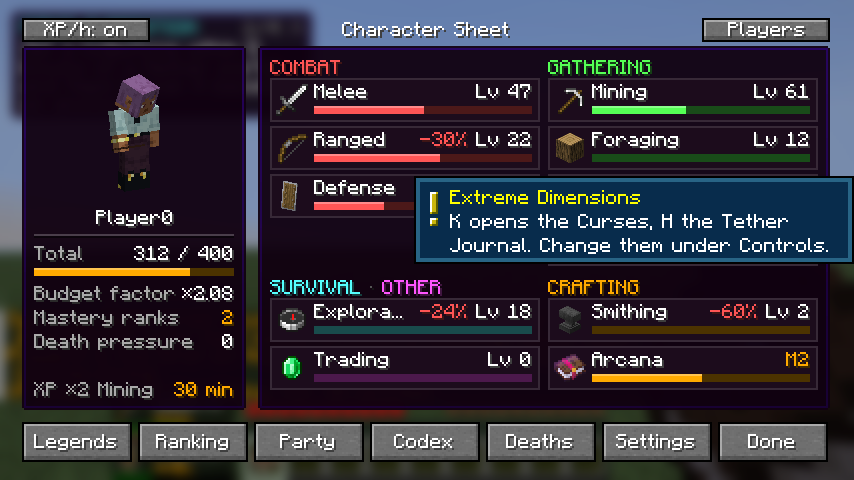 XP/h: on
Character Sheet
Players
Player0
Total 312 / 400
Budget factor ×2.08
Mastery ranks 2
Death pressure 0
XP ×2 Mining 30 min
COMBAT
Melee Lv 47
Ranged -30% Lv 22
Defense
GATHERING
Mining Lv 61
Foraging Lv 12
Extreme Dimensions
K opens the Curses, H the Tether
Journal. Change them under Controls.
SURVIVAL · OTHER
Explora… -24% Lv 18
Trading Lv 0
CRAFTING
Smithing -60% Lv 2
Arcana M2
Legends
Ranking
Party
Codex
Deaths
Settings
Done